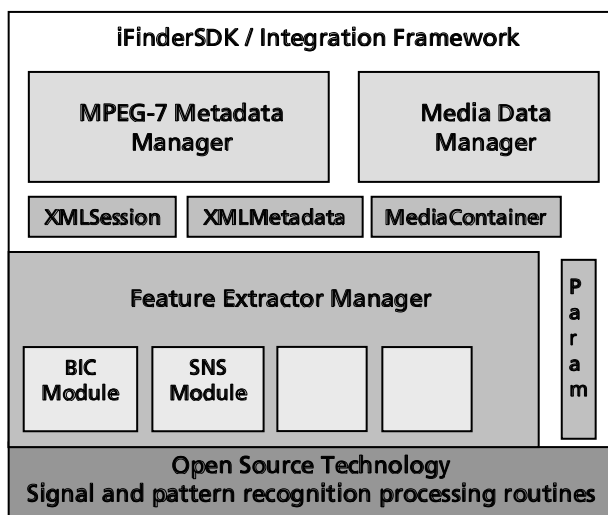 iFinderSDK / Integration Framework
MPEG-7 Metadata
Manager
Media Data
Manager
XMLSession
XMLMetadata
MediaContainer
Feature Extractor Manager
Param
BIC
Module
SNS
Module
Open Source Technology
Signal and pattern recognition processing routines